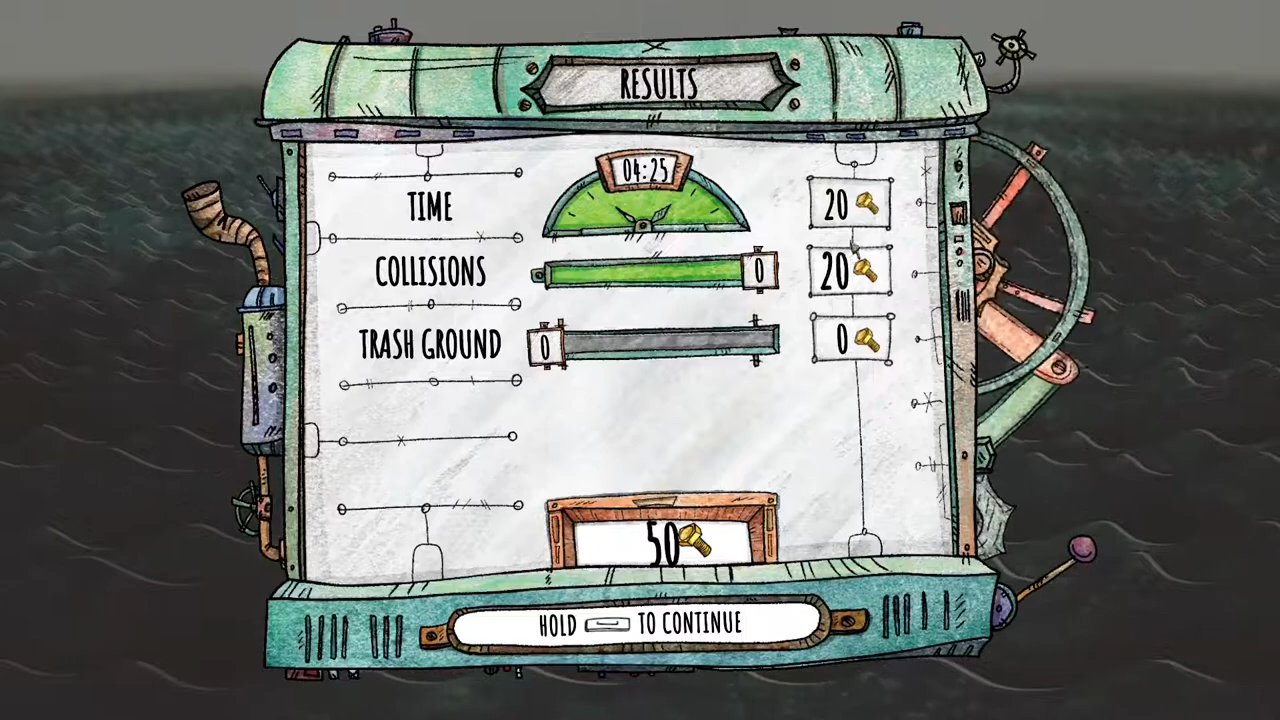 RESULTS
04:25
TIME
20
COLLISIONS
0
20
TRASH GROUND
0
0
50
HOLD TO CONTINUE